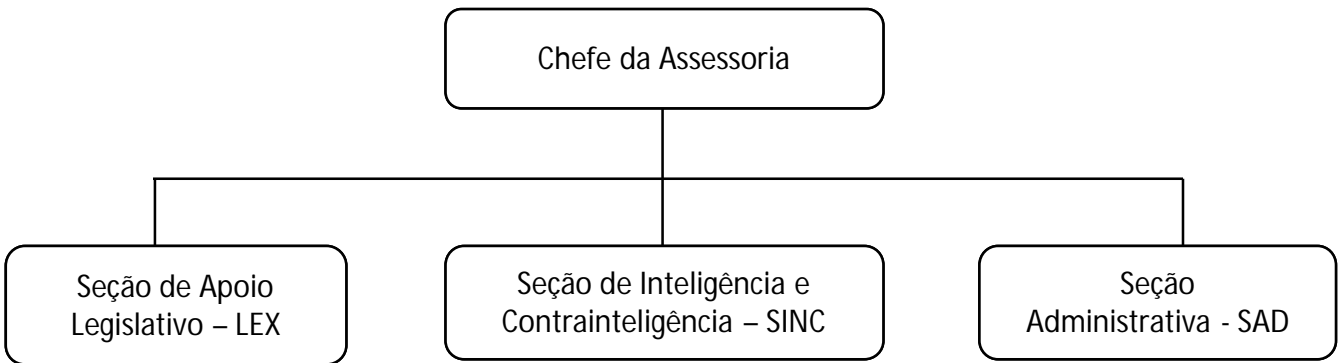 Chefe da Assessoria
Seção de Apoio
Legislativo – LEX
Seção de Inteligência e
Contrainteligência – SINC
Seção
Administrativa - SAD